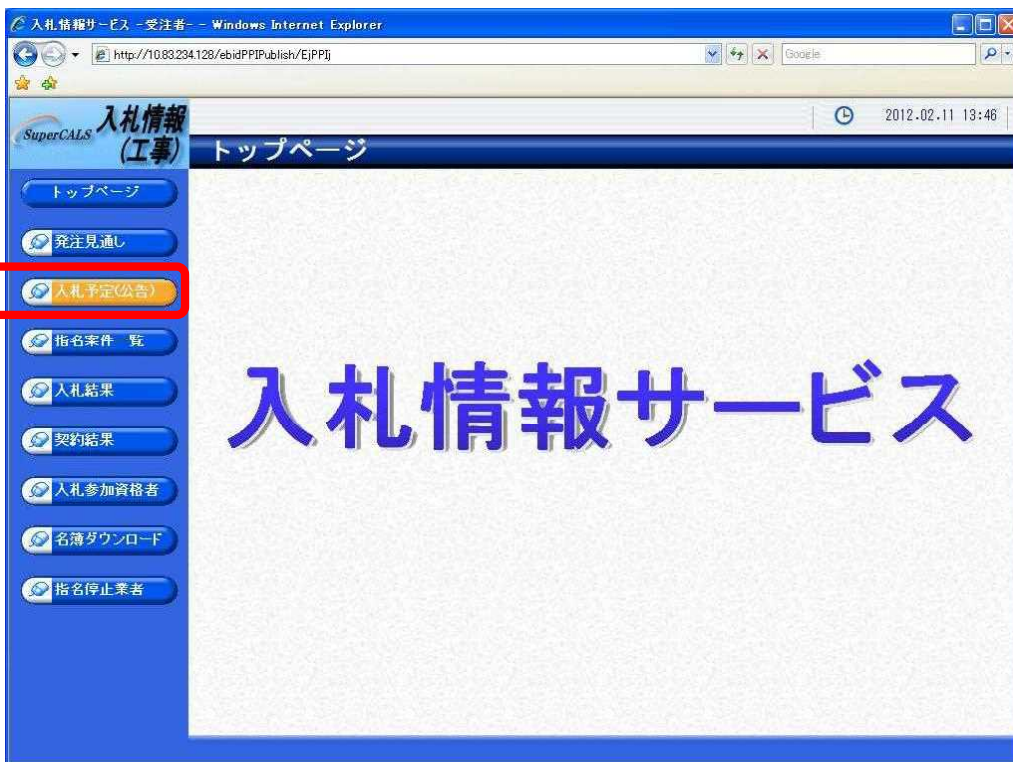 入札情報サービス -受注者- - Windows Internet Explorer
http://10.83.234.128/ebidPPIPublish/EjPPIj
Google
SuperCALS 入札情報
(工事)
2012.02.11 13:46
トップページ
トップページ
発注見通し
入札予定(公告)
指名案件一覧
入札結果
契約結果
入札参加資格者
名簿ダウンロード
指名停止業者
入札情報サービス